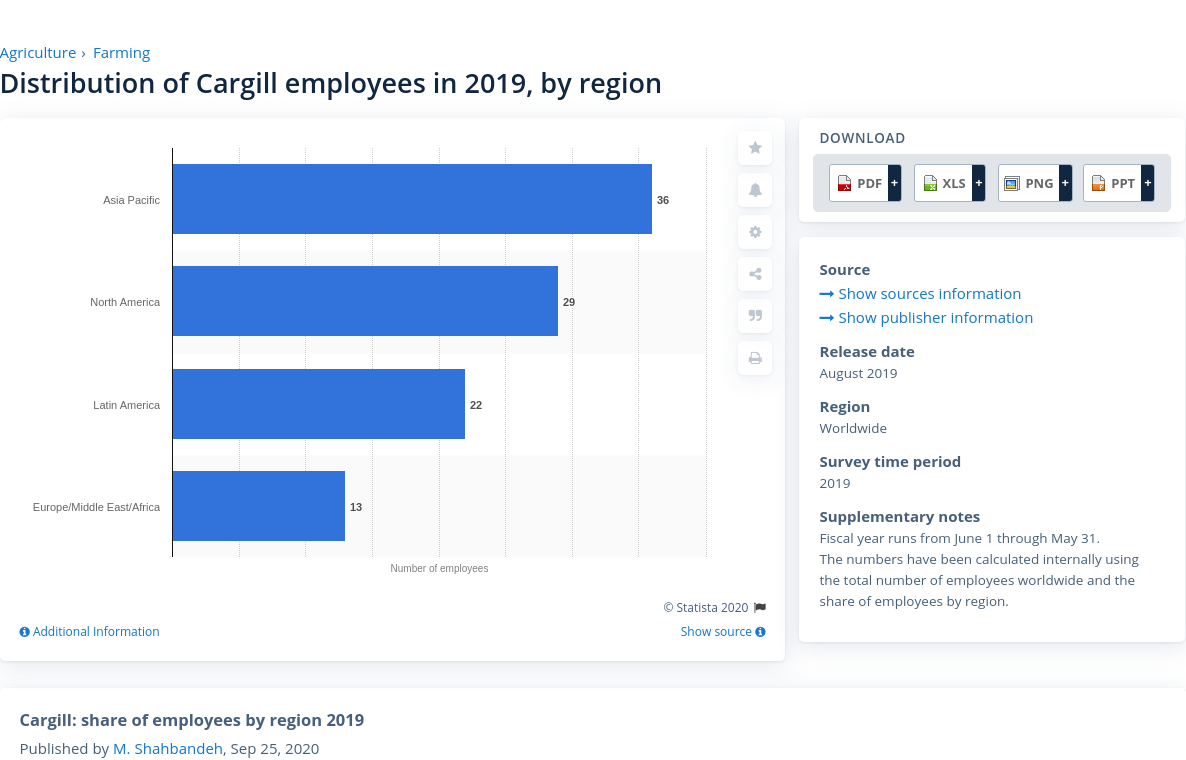 Agriculture › Farming
Distribution of Cargill employees in 2019, by region
Asia Pacific
36
North America
29
Latin America
22
Europe/Middle East/Africa
13
Number of employees
© Statista 2020
Additional Information
Show source
DOWNLOAD
PDF + XLS + PNG + PPT +
Source
Show sources information
Show publisher information
Release date
August 2019
Region
Worldwide
Survey time period
2019
Supplementary notes
Fiscal year runs from June 1 through May 31.
The numbers have been calculated internally using
the total number of employees worldwide and the
share of employees by region.
Cargill: share of employees by region 2019
Published by M. Shahbandeh, Sep 25, 2020